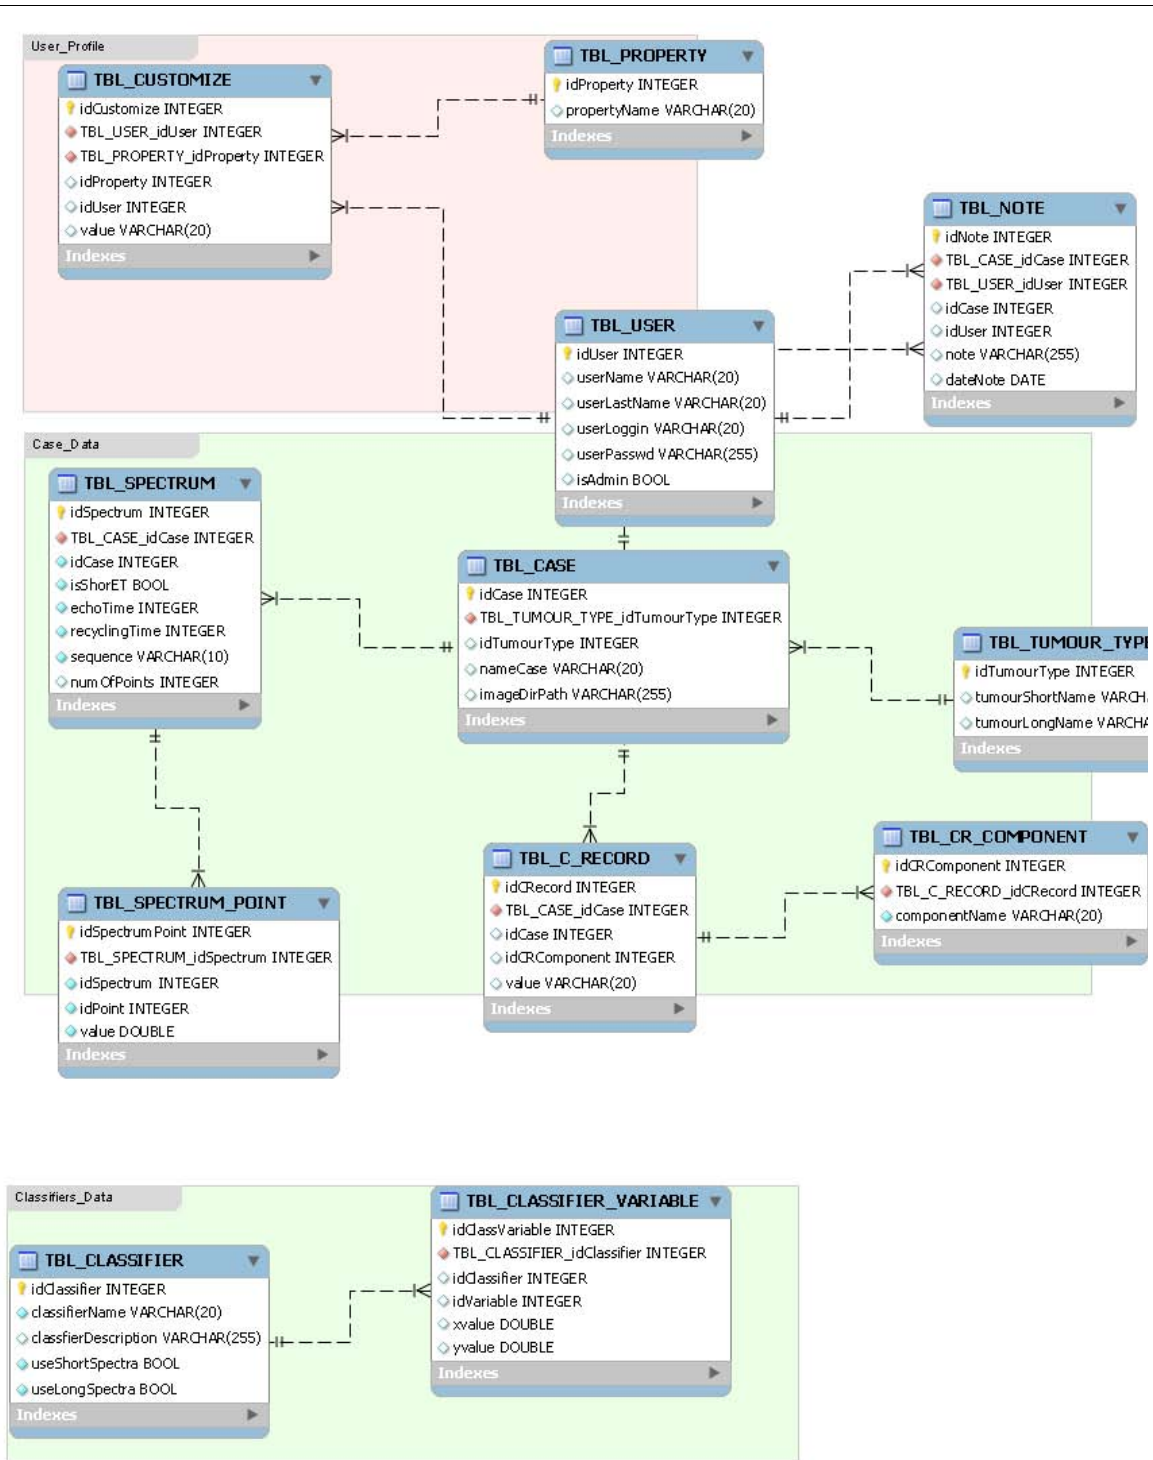 User_Profile
TBL_CUSTOMIZE
idCustomize INTEGER
TBL_USER_idUser INTEGER
TBL_PROPERTY_idProperty INTEGER
idProperty INTEGER
idUser INTEGER
value VARCHAR(20)
Indexes
TBL_PROPERTY
idProperty INTEGER
propertyName VARCHAR(20)
Indexes
TBL_NOTE
idNote INTEGER
TBL_CASE_idCase INTEGER
TBL_USER_idUser INTEGER
idCase INTEGER
idUser INTEGER
note VARCHAR(255)
dateNote DATE
Indexes
TBL_USER
idUser INTEGER
userName VARCHAR(20)
userLastName VARCHAR(20)
userLoggin VARCHAR(20)
userPasswd VARCHAR(255)
isAdmin BOOL
Indexes
Case_Data
TBL_SPECTRUM
idSpectrum INTEGER
TBL_CASE_idCase INTEGER
idCase INTEGER
isShorET BOOL
echoTime INTEGER
recyclingTime INTEGER
sequence VARCHAR(10)
numOfPoints INTEGER
Indexes
TBL_CASE
idCase INTEGER
TBL_TUMOUR_TYPE_idTumourType INTEGER
idTumourType INTEGER
nameCase VARCHAR(20)
imageDirPath VARCHAR(255)
Indexes
TBL_TUMOUR_TYPE
idTumourType INTEGER
tumourShortName VARCH
tumourLongName VARCHA
Indexes
TBL_SPECTRUM_POINT
idSpectrumPoint INTEGER
TBL_SPECTRUM_idSpectrum INTEGER
idSpectrum INTEGER
idPoint INTEGER
value DOUBLE
Indexes
TBL_C_RECORD
idCRecord INTEGER
TBL_CASE_idCase INTEGER
idCase INTEGER
idCRComponent INTEGER
value VARCHAR(20)
Indexes
TBL_CR_COMPONENT
idCRComponent INTEGER
TBL_C_RECORD_idCRecord INTEGER
componentName VARCHAR(20)
Indexes
Classifiers_Data
TBL_CLASSIFIER
idClassifier INTEGER
classifierName VARCHAR(20)
classfierDescription VARCHAR(255)
useShortSpectra BOOL
useLongSpectra BOOL
Indexes
TBL_CLASSIFIER_VARIABLE
idClassVariable INTEGER
TBL_CLASSIFIER_idClassifier INTEGER
idClassifier INTEGER
idVariable INTEGER
xvalue DOUBLE
yvalue DOUBLE
Indexes